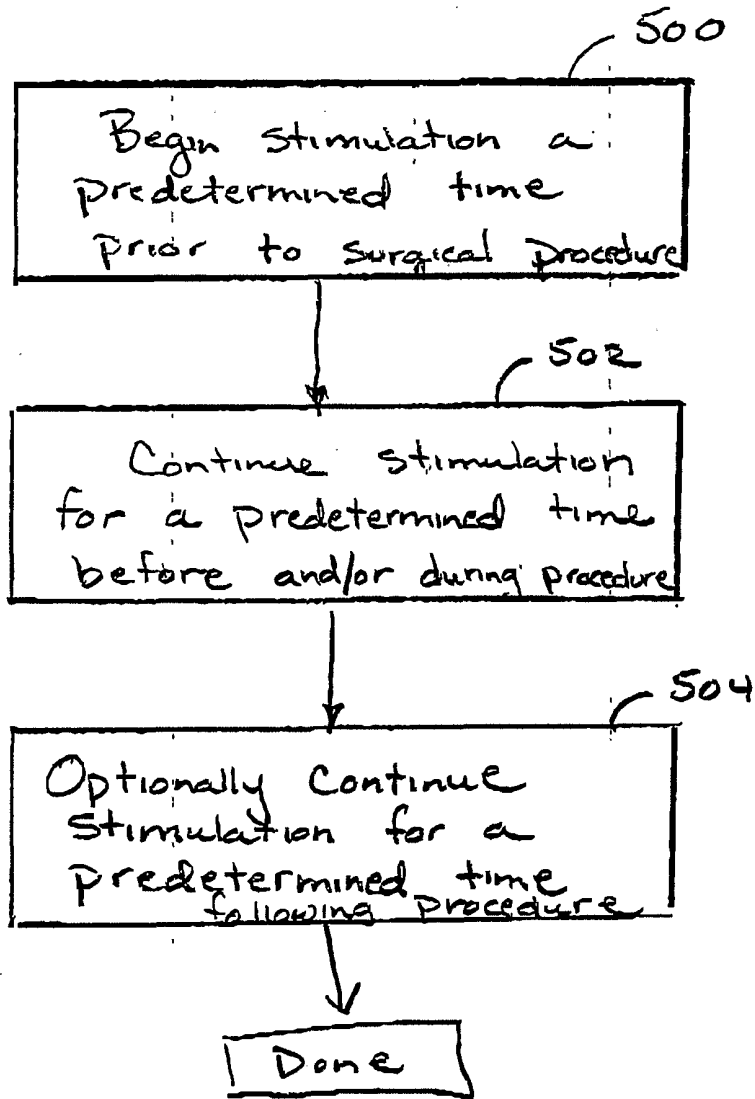 500
Begin stimulation a
predetermined time
prior to surgical procedure
502
Continue stimulation
for a predetermined time
before and/or during procedure
504
Optionally Continue
Stimulation for a
predetermined time
following procedure
Done